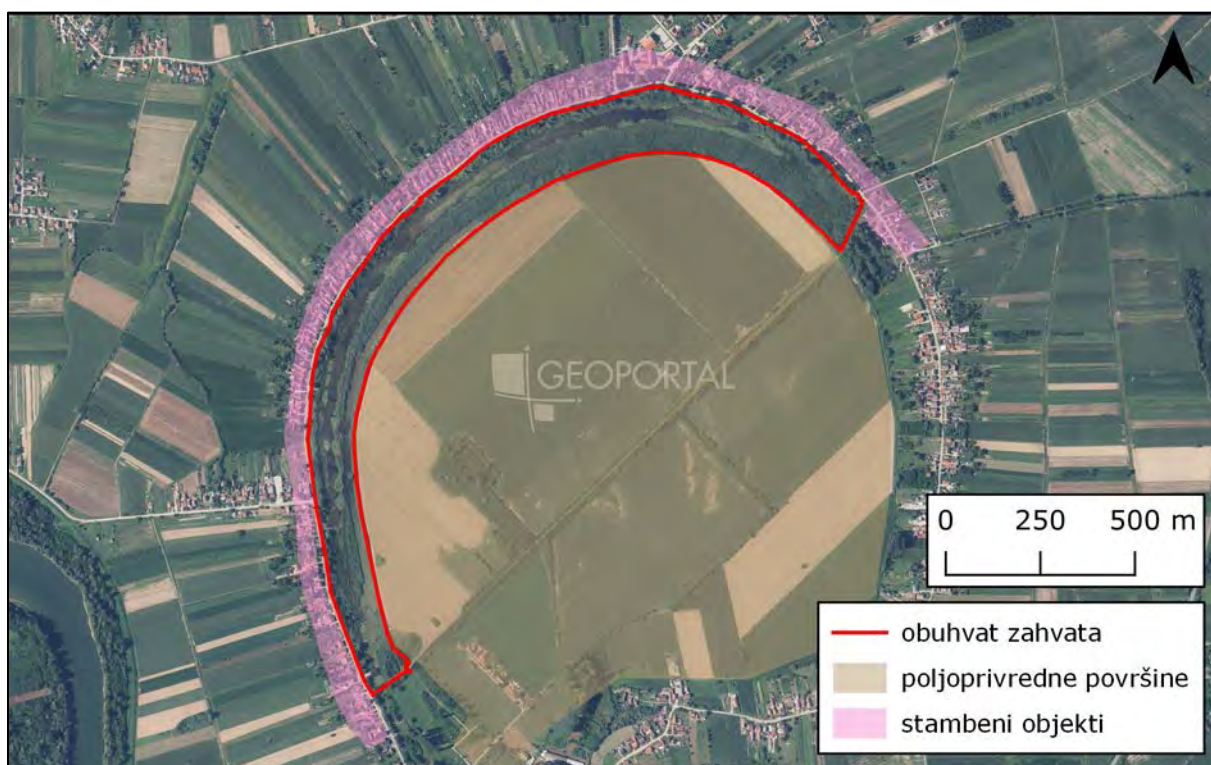 GEOPORTAL
0 250 500 m
obuhvat zahvata
poljoprivredne površine
stambeni objekti